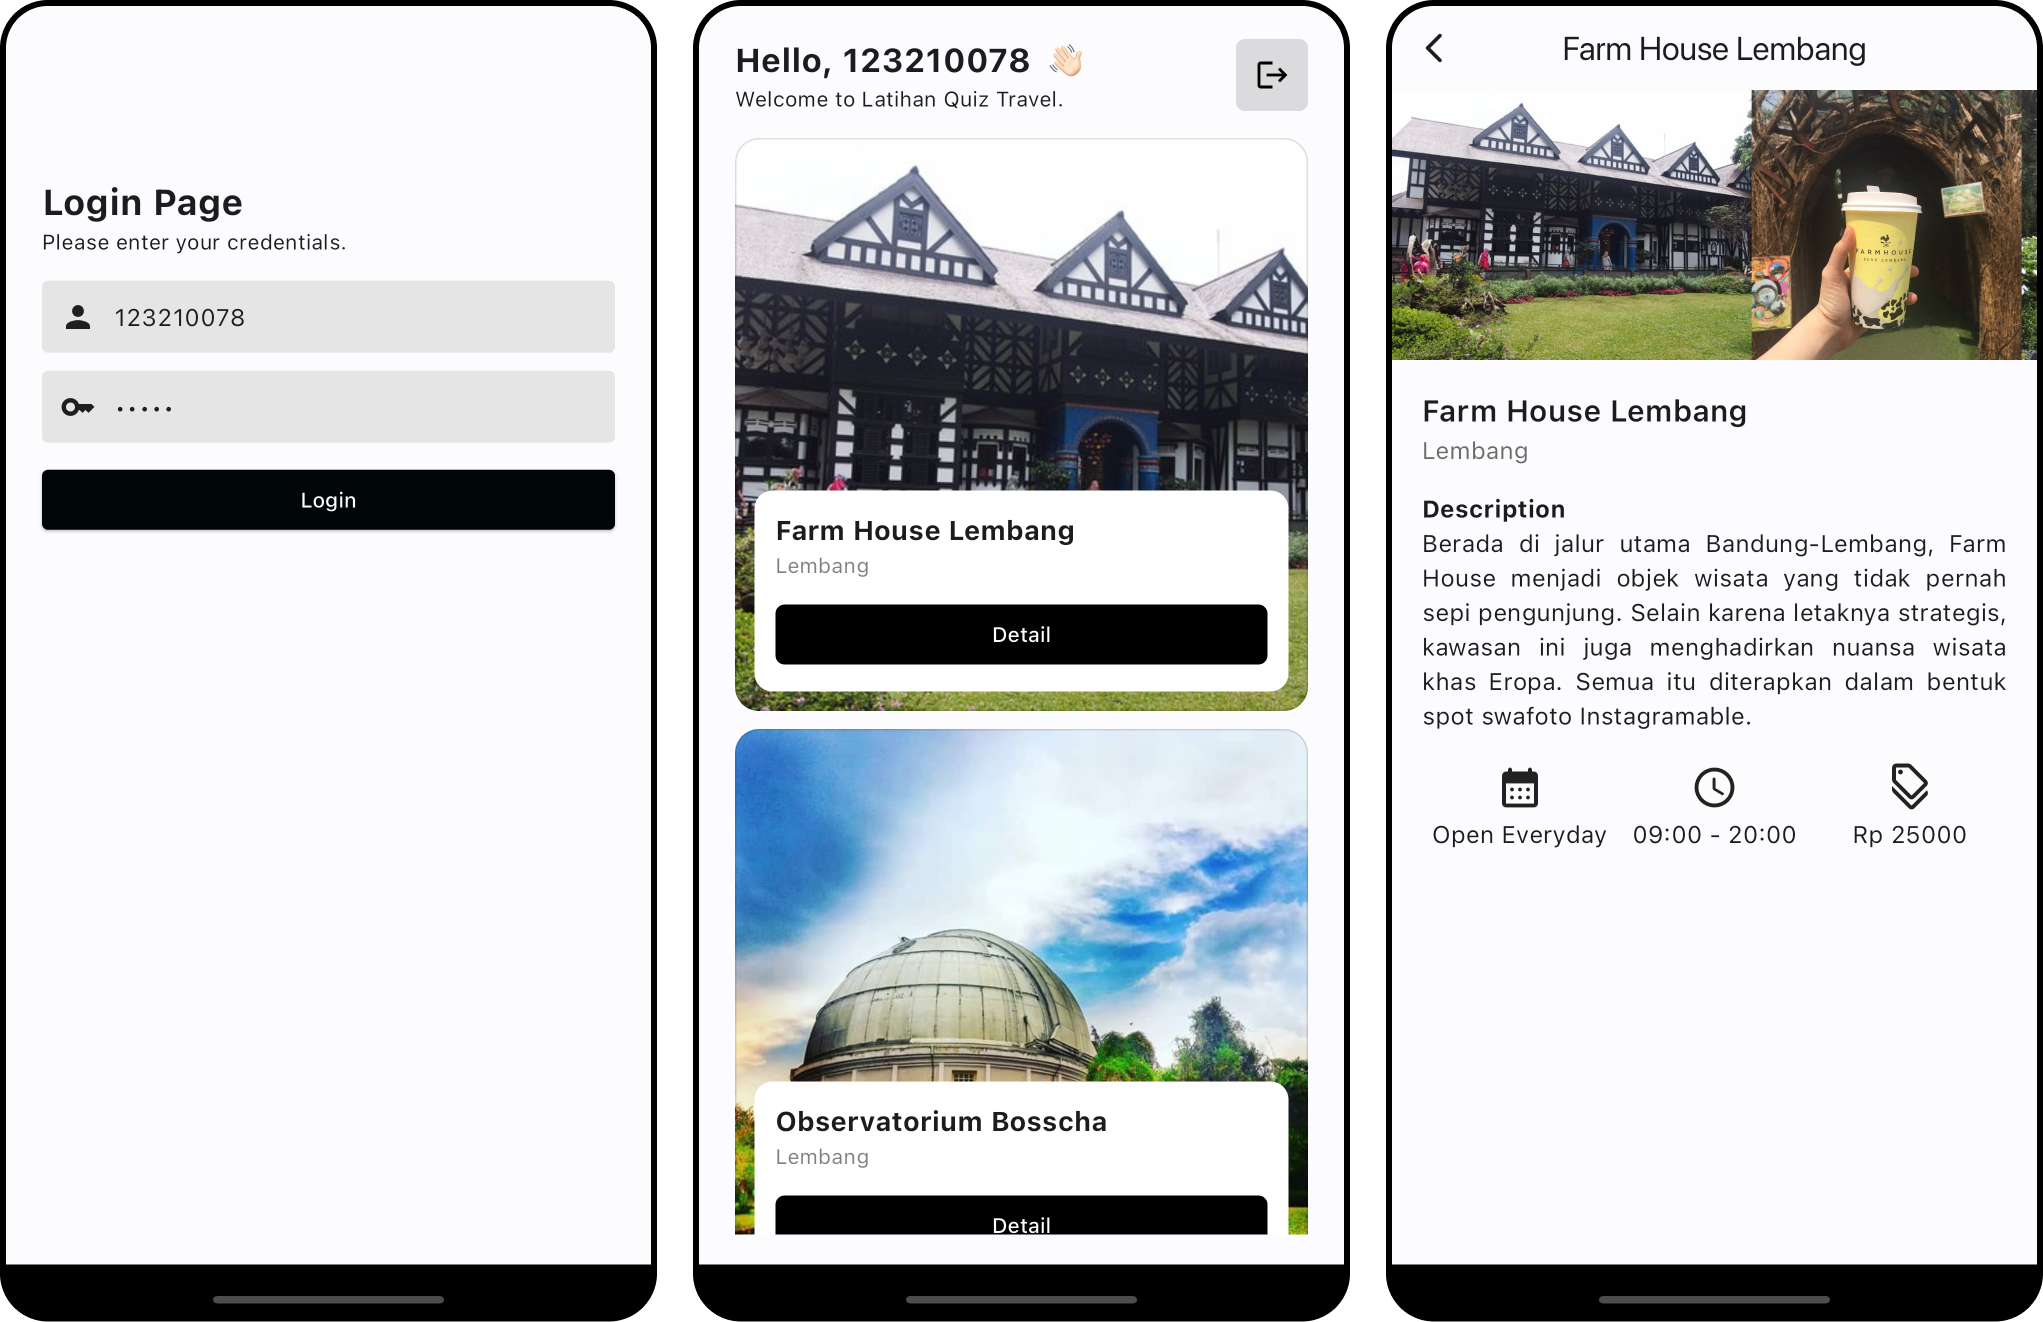 Login Page
Please enter your credentials.
123210078
•••••
Login
Hello, 123210078 👋🏻
Welcome to Latihan Quiz Travel.
Farm House Lembang
Lembang
Detail
Observatorium Bosscha
Lembang
Detail
Farm House Lembang
FARMHOUSE
SUSU LEMBANG
Farm House Lembang
Lembang
Description
Berada di jalur utama Bandung-Lembang, Farm
House menjadi objek wisata yang tidak pernah
sepi pengunjung. Selain karena letaknya strategis,
kawasan ini juga menghadirkan nuansa wisata
khas Eropa. Semua itu diterapkan dalam bentuk
spot swafoto Instagramable.
Open Everyday
09:00 - 20:00
Rp 25000